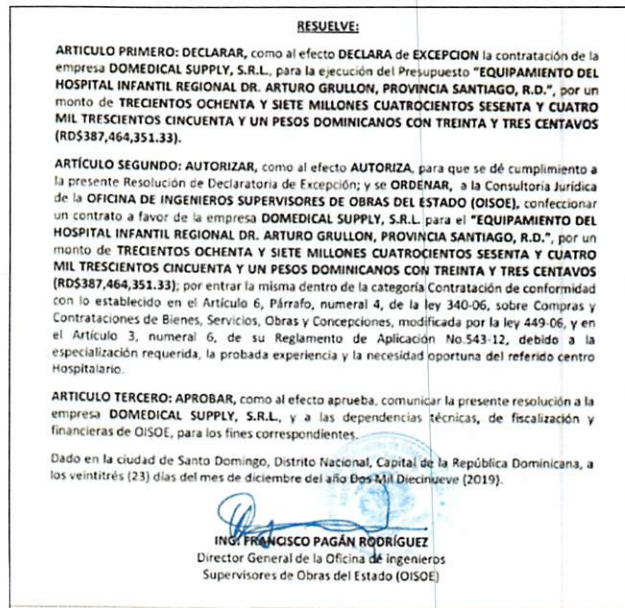 RESUELVE:
ARTICULO PRIMERO: DECLARAR, como al efecto DECLARA de EXCEPCION la contratación de la
empresa DOMEDICAL SUPPLY, S.R.L., para la ejecución del Presupuesto "EQUIPAMIENTO DEL
HOSPITAL INFANTIL REGIONAL DR. ARTURO GRULLON, PROVINCIA SANTIAGO, R.D.", por un
monto de TRECIENTOS OCHENTA Y SIETE MILLONES CUATROCIENTOS SESENTA Y CUATRO
MIL TRESCIENTOS CINCUENTA Y UN PESOS DOMINICANOS CON TREINTA Y TRES CENTAVOS
(RD$387,464,351.33).
ARTÍCULO SEGUNDO: AUTORIZAR, como al efecto AUTORIZA, para que se dé cumplimiento a
la presente Resolución de Declaratoria de Excepción; y se ORDENAR, a la Consultoría Jurídica
de la OFICINA DE INGENIEROS SUPERVISORES DE OBRAS DEL ESTADO (OISOE), confeccionar
un contrato a favor de la empresa DOMEDICAL SUPPLY, S.R.L. para el "EQUIPAMIENTO DEL
HOSPITAL INFANTIL REGIONAL DR. ARTURO GRULLON, PROVINCIA SANTIAGO, R.D.", por un
monto de TRECIENTOS OCHENTA Y SIETE MILLONES CUATROCIENTOS SESENTA Y CUATRO
MIL TRESCIENTOS CINCUENTA Y UN PESOS DOMINICANOS CON TREINTA Y TRES CENTAVOS
(RD$387,464,351.33); por entrar la misma dentro de la categoría Contratación de conformidad
con lo establecido en el Artículo 6, Párrafo, numeral 4, de la ley 340-06, sobre Compras y
Contrataciones de Bienes, Servicios, Obras y Concepciones, modificada por la ley 449-06, y en
el Artículo 3, numeral 6, de su Reglamento de Aplicación No.543-12, debido a la
especialización requerida, la probada experiencia y la necesidad oportuna del referido centro
Hospitalario.
ARTICULO TERCERO: APROBAR, como al efecto aprueba, comunicar la presente resolución a la
empresa DOMEDICAL SUPPLY, S.R.L., y a las dependencias técnicas, de fiscalización y
financieras de OISOE, para los fines correspondientes.
Dado en la ciudad de Santo Domingo, Distrito Nacional, Capital de la República Dominicana, a
los veintitrés (23) días del mes de diciembre del año Dos Mil Diecinueve (2019).
ING. FRANCISCO PAGÁN RODRÍGUEZ
Director General de la Oficina de ingenieros
Supervisores de Obras del Estado (OISOE)